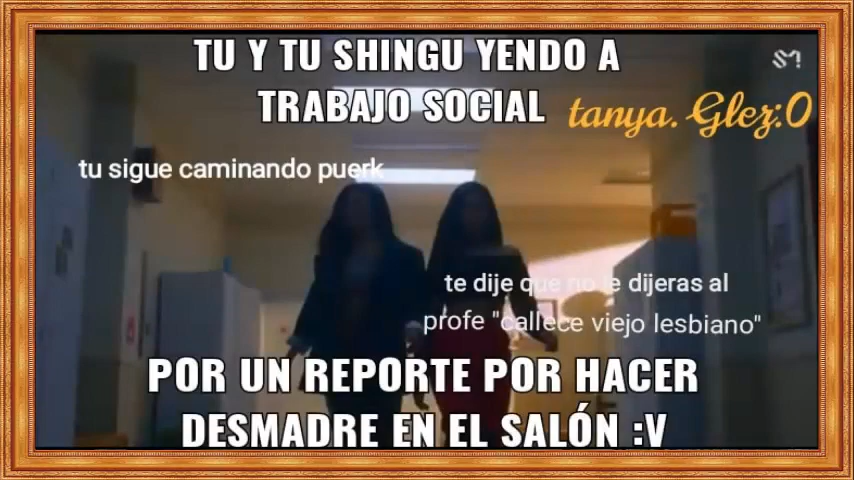 TU Y TU SHINGU YENDO A
TRABAJO SOCIAL
tanya. Glez:0
tu sigue caminando puerk
te dije que no le dijeras al
profe "callece viejo lesbiano"
POR UN REPORTE POR HACER
DESMADRE EN EL SALÓN :V